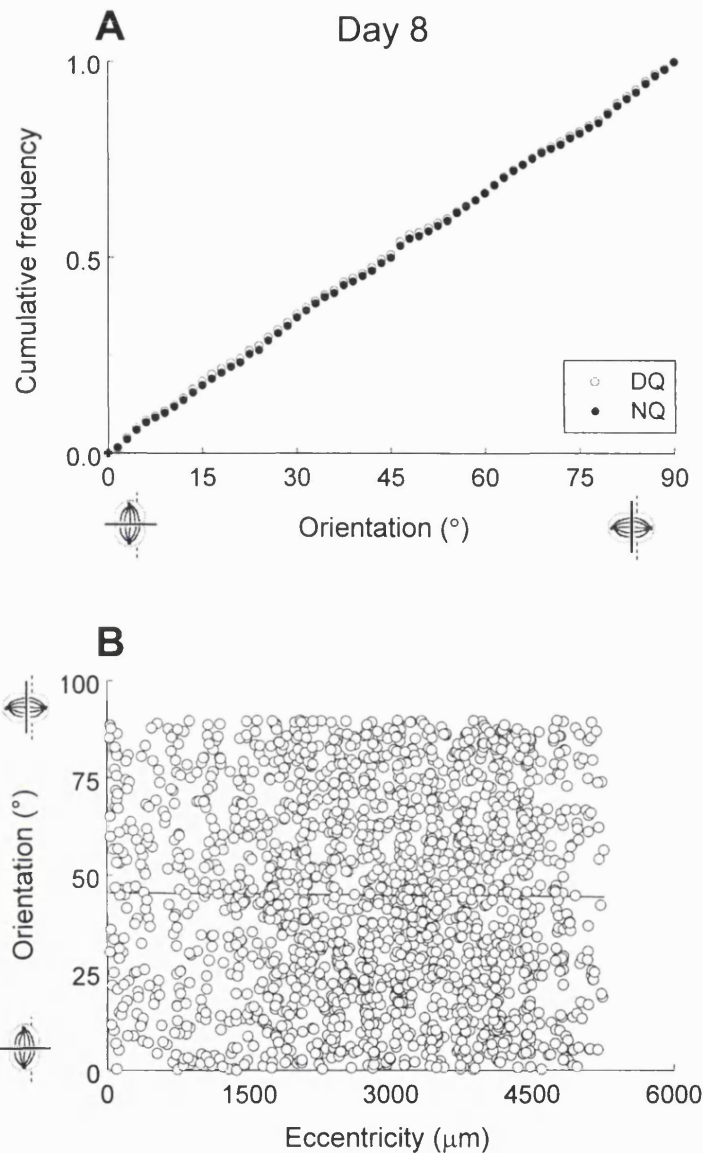 A
Day 8
Cumulative frequency
1.0
0.5
0.0
0 15 30 45 60 75 90
Orientation (°)
DQ
NQ
B
Orientation (°)
100
75
50
25
0
0 1500 3000 4500 6000
Eccentricity (µm)